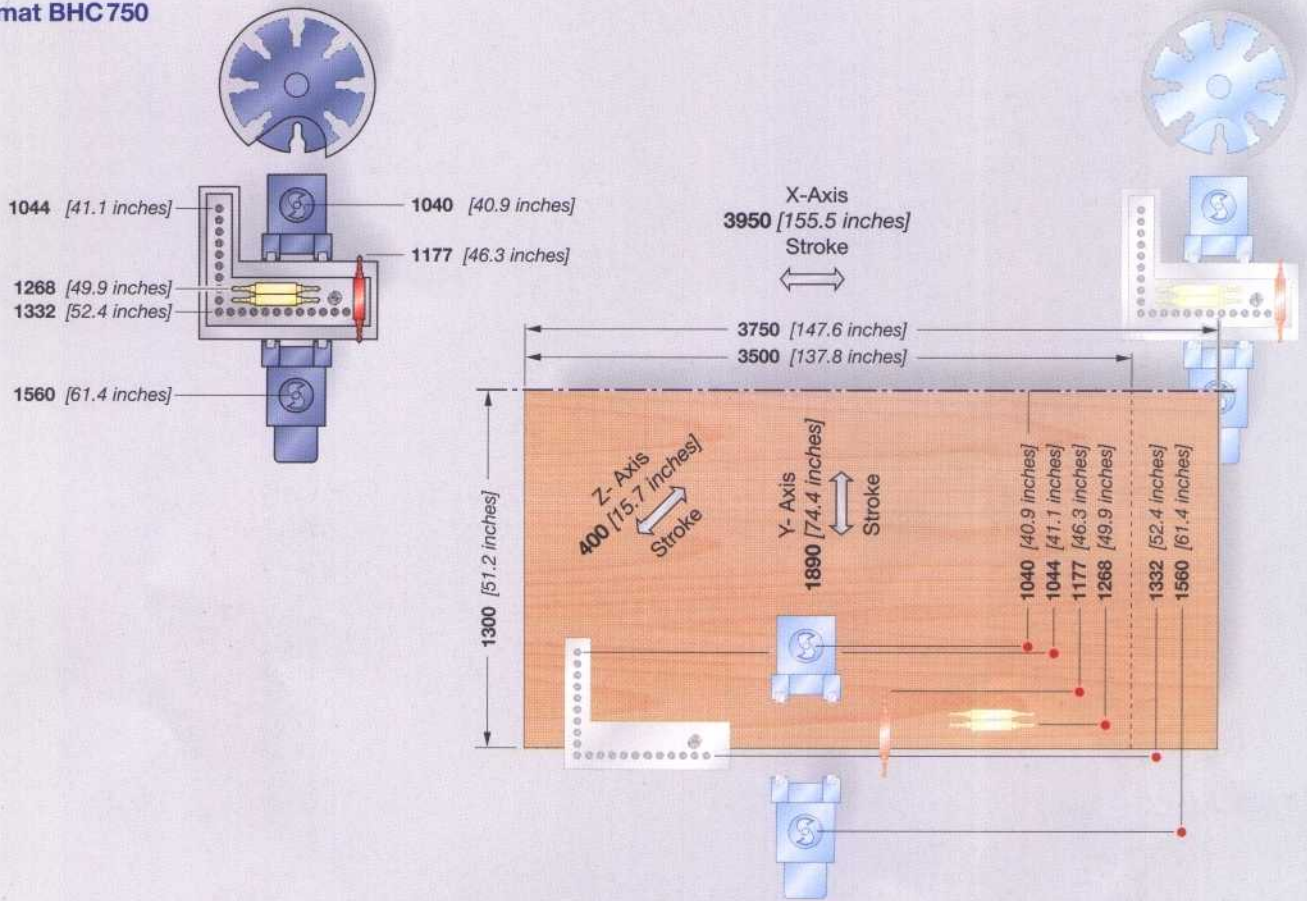 mat BHC 750
1044 [41.1 inches]
1040 [40.9 inches]
1177 [46.3 inches]
1268 [49.9 inches]
1332 [52.4 inches]
1560 [61.4 inches]
X-Axis
3950 [155.5 inches]
Stroke
3750 [147.6 inches]
3500 [137.8 inches]
1300 [51.2 inches]
Z- Axis
400 [15.7 inches]
Stroke
Y- Axis
1890 [74.4 inches]
Stroke
1040 [40.9 inches]
1044 [41.1 inches]
1177 [46.3 inches]
1268 [49.9 inches]
1332 [52.4 inches]
1560 [61.4 inches]